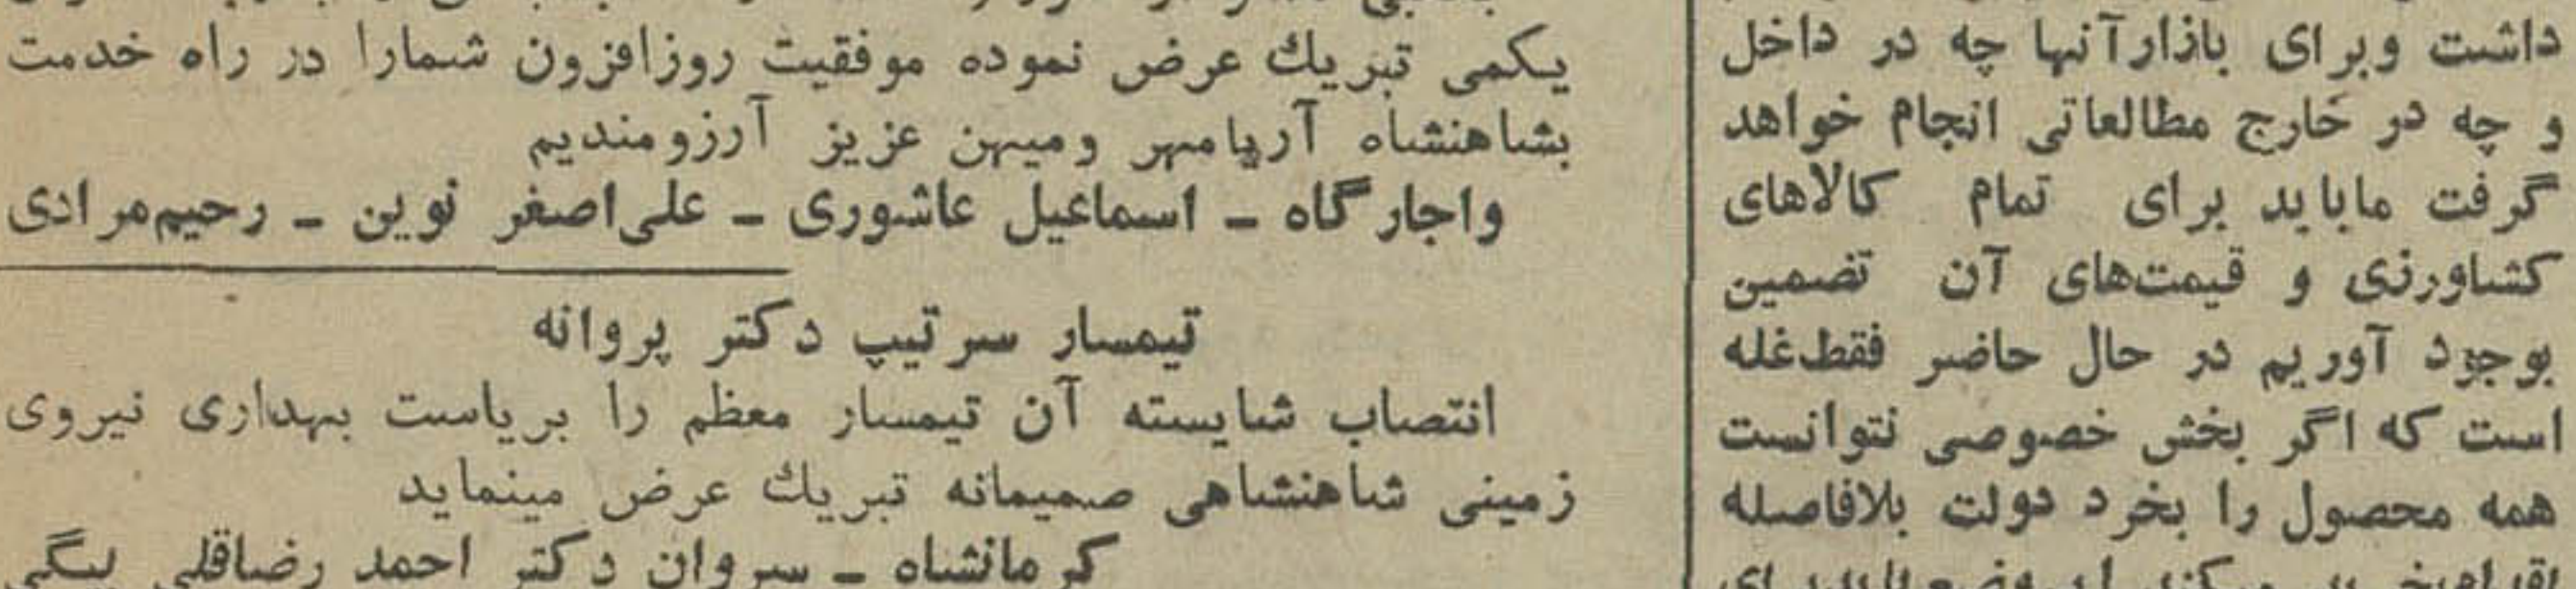 داشت وبرای بازارآنها چه در داخل
و چه در خارج مطالعاتی انجام خواهد
گرفت مابا ید برای تمام کالاهای
کشاورزی و قیمت‌های آن تضمین
بوجود آوریم در حال حاضر فقط‌غله
است که اگر بخش خصوصی نتوانست
همه محصول را بخرد دولت بلافاصله
یکمی تبریك عرض نموده موفقیت روزافزون شمارا در راه خدمت
بشاهنشاه آریامهر ومیهن عزیز آرزومندیم
واجارگاه ـ اسماعیل عاشوری ـ علی‌اصغر نوین ـ رحیم‌مرادی
تیمسار سرتیپ دکتر پروانه
انتصاب شایسته آن تیمسار معظم را بریاست بهداری نیروی
زمینی شاهنشاهی صمیمانه تبریك عرض مینماید
کرمانشاه ـ سروان دکتر احمد رضاقلی بیگی